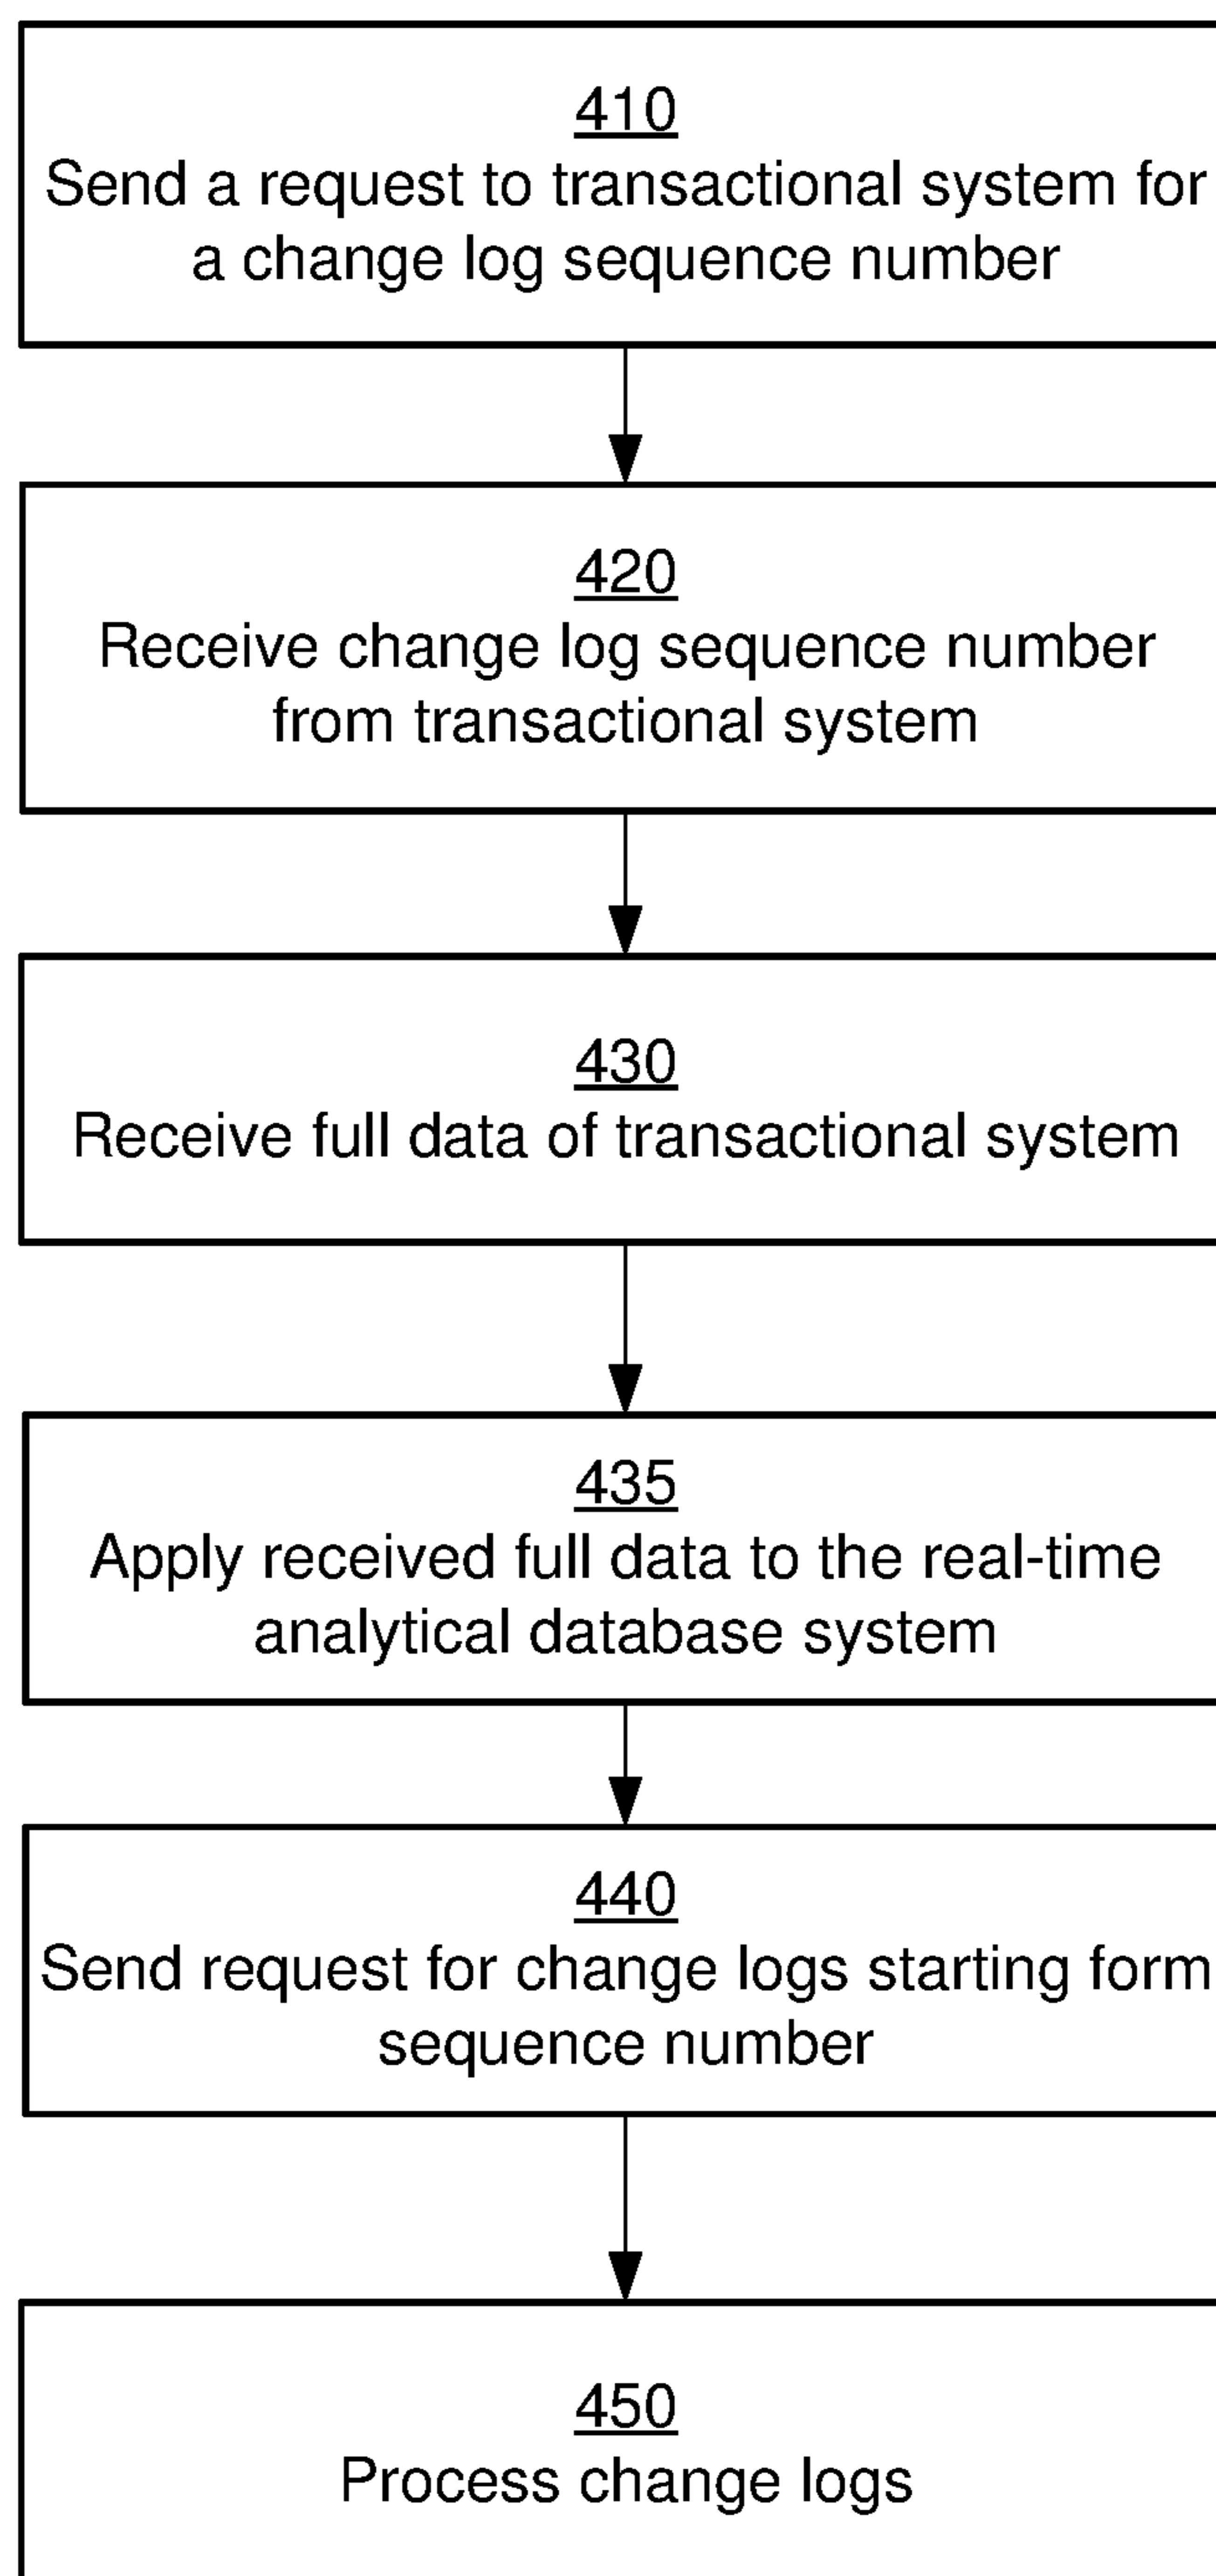 410
Send a request to transactional system for
a change log sequence number
420
Receive change log sequence number
from transactional system
430
Receive full data of transactional system
435
Apply received full data to the real-time
analytical database system
440
Send request for change logs starting form
sequence number
450
Process change logs